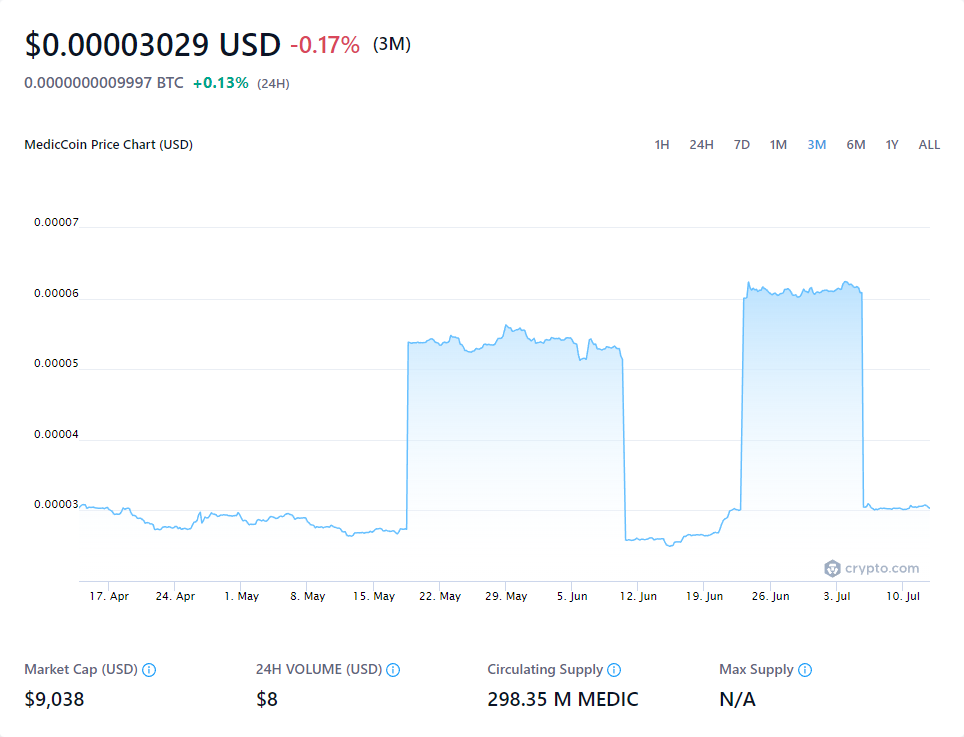 $0.00003029 USD -0.17% (3M)
0.0000000009997 BTC +0.13% (24H)
MedicCoin Price Chart (USD) 1H 24H 7D 1M 3M 6M 1Y ALL
0.00007
0.00006
0.00005
0.00004
0.00003
crypto.com
17. Apr 24. Apr 1. May 8. May 15. May 22. May 29. May 5. Jun 12. Jun 19. Jun 26. Jun 3. Jul 10. Jul
Market Cap (USD) 24H VOLUME (USD) Circulating Supply Max Supply
$9,038 $8 298.35 M MEDIC N/A